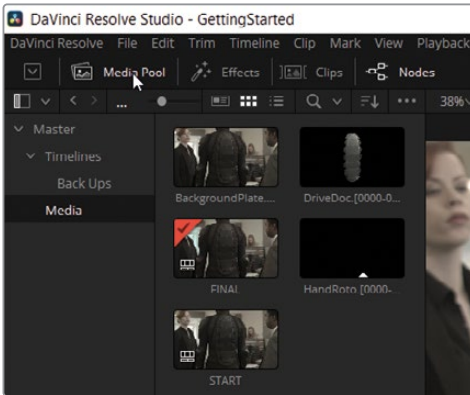 DaVinci Resolve Studio - GettingStarted
DaVinci Resolve File Edit Trim Timeline Clip Mark View Playback
Media Pool Effects Clips Nodes
... 38%
Master
Timelines
Back Ups
Media
BackgroundPlate....
DriveDoc.[0000-0...
FINAL
HandRoto [0000-...
START